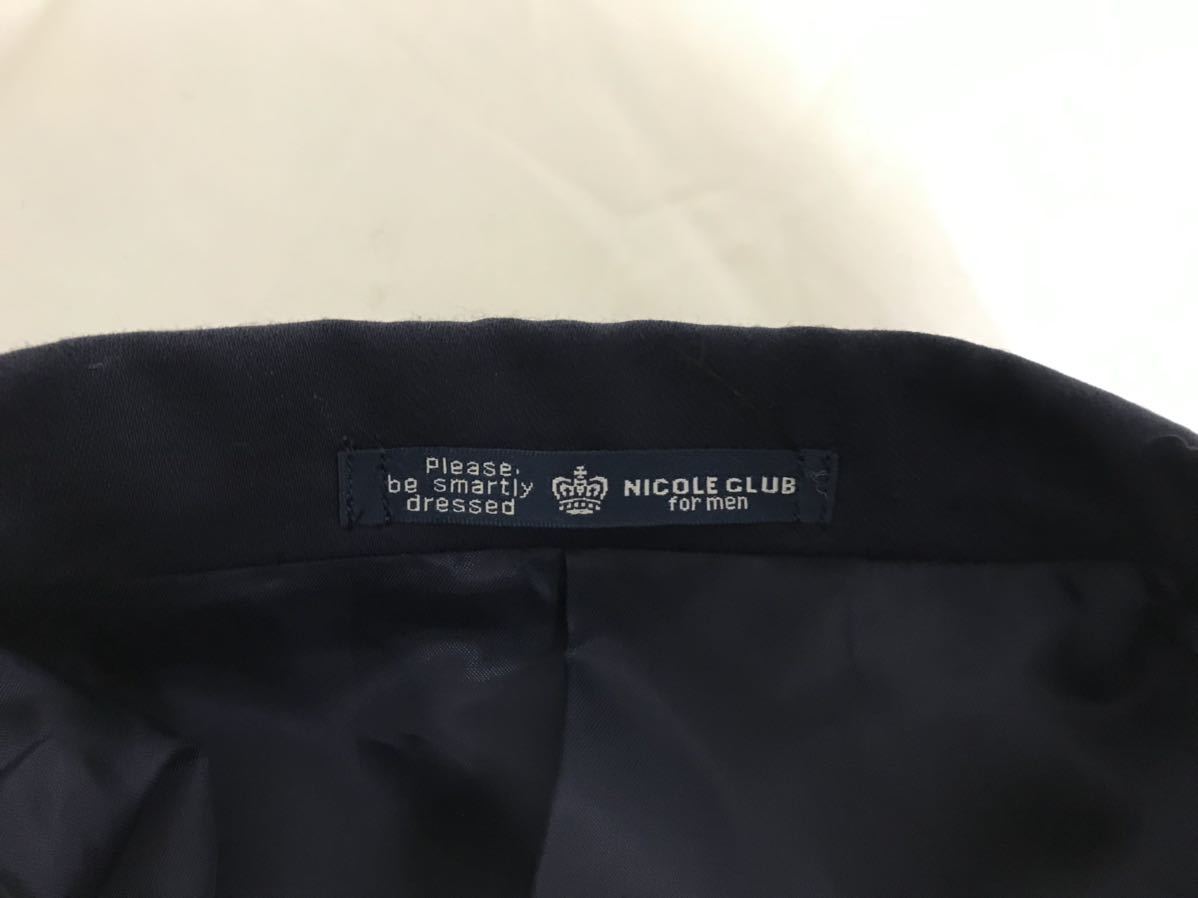 Please.
be smartly
dressed
NICOLE CLUB
for men